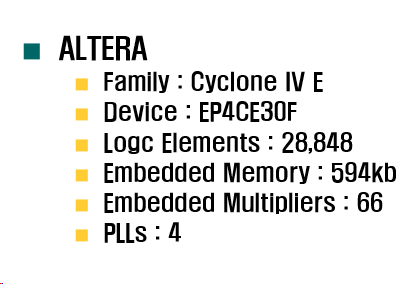 ALTERA
Family : Cyclone IV E
Device : EP4CE30F
Logc Elements : 28,848
Embedded Memory : 594kb
Embedded Multipliers : 66
PLLs : 4